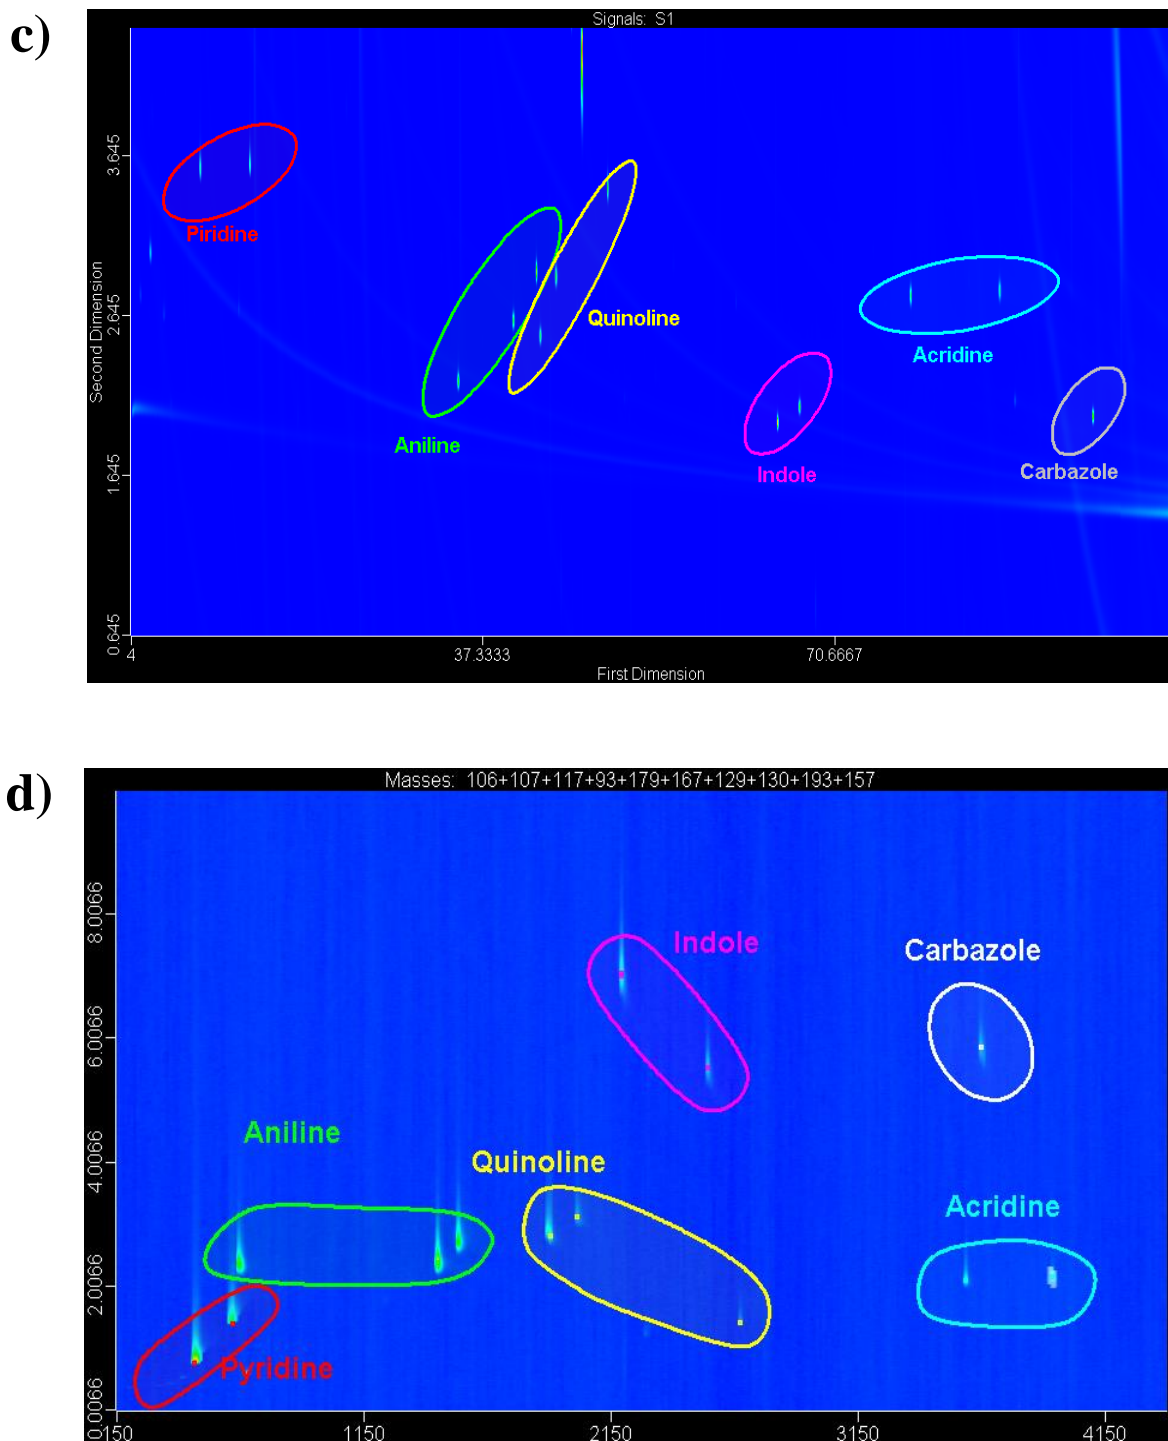 c)
Signals: S1
3.645
Piridine
Second Dimension
2.645
Quinoline
Acridine
Aniline
Indole
Carbazole
1.645
0.645
4
37.3333
70.6667
First Dimension
d)
Masses: 106+107+117+93+179+167+129+130+193+157
8.0066
Indole
Carbazole
6.0066
Aniline
Quinoline
4.0066
Acridine
2.0066
Pyridine
0.0066
150
1150
2150
3150
4150